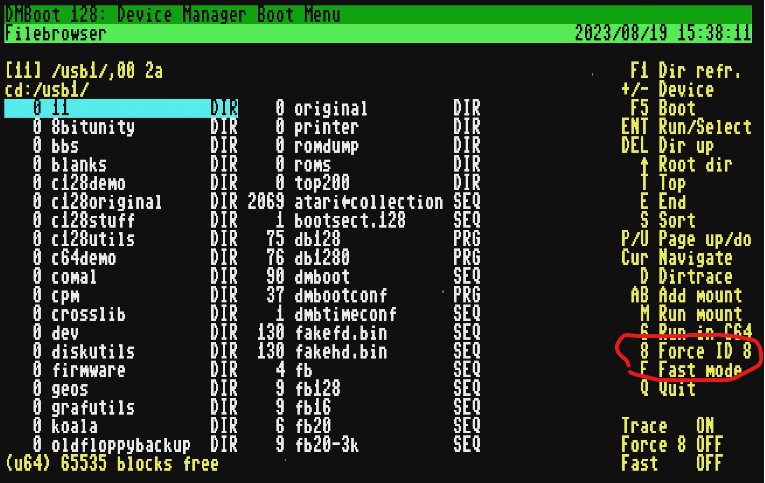 DMBoot 128: Device Manager Boot Menu
Filebrowser 2023/08/19 15:38:11
[11] /usb1/,00 2a F1 Dir refr.
cd:/usb1/ +/- Device
0 11 DIR 0 original DIR F5 Boot
0 8bitunity DIR 0 printer DIR ENT Run/Select
0 bbs DIR 0 romdump DIR DEL Dir up
0 blanks DIR 0 roms DIR ↑ Root dir
0 c128demo DIR 0 top200 DIR T Top
0 c128original DIR 2069 atari←collection SEQ E End
0 c128stuff DIR 1 bootsect.128 SEQ S Sort
0 c128utils DIR 75 db128 PRG P/U Page up/do
0 c64demo DIR 76 db1280 PRG Cur Navigate
0 comal DIR 90 dmboot SEQ D Dirtrace
0 cpm DIR 37 dmbootconf PRG AB Add mount
0 crosslib DIR 1 dmbtimeconf SEQ M Run mount
0 dev DIR 130 fakefd.bin SEQ 6 Run in C64
0 diskutils DIR 130 fakehd.bin SEQ 8 Force ID 8
0 firmware DIR 4 fb SEQ F Fast mode
0 geos DIR 9 fb128 SEQ Q Quit
0 grafutils DIR 9 fb16 SEQ
0 koala DIR 6 fb20 SEQ Trace ON
0 oldfloppybackup DIR 9 fb20-3k SEQ Force 8 OFF
(u64) 65535 blocks free Fast OFF